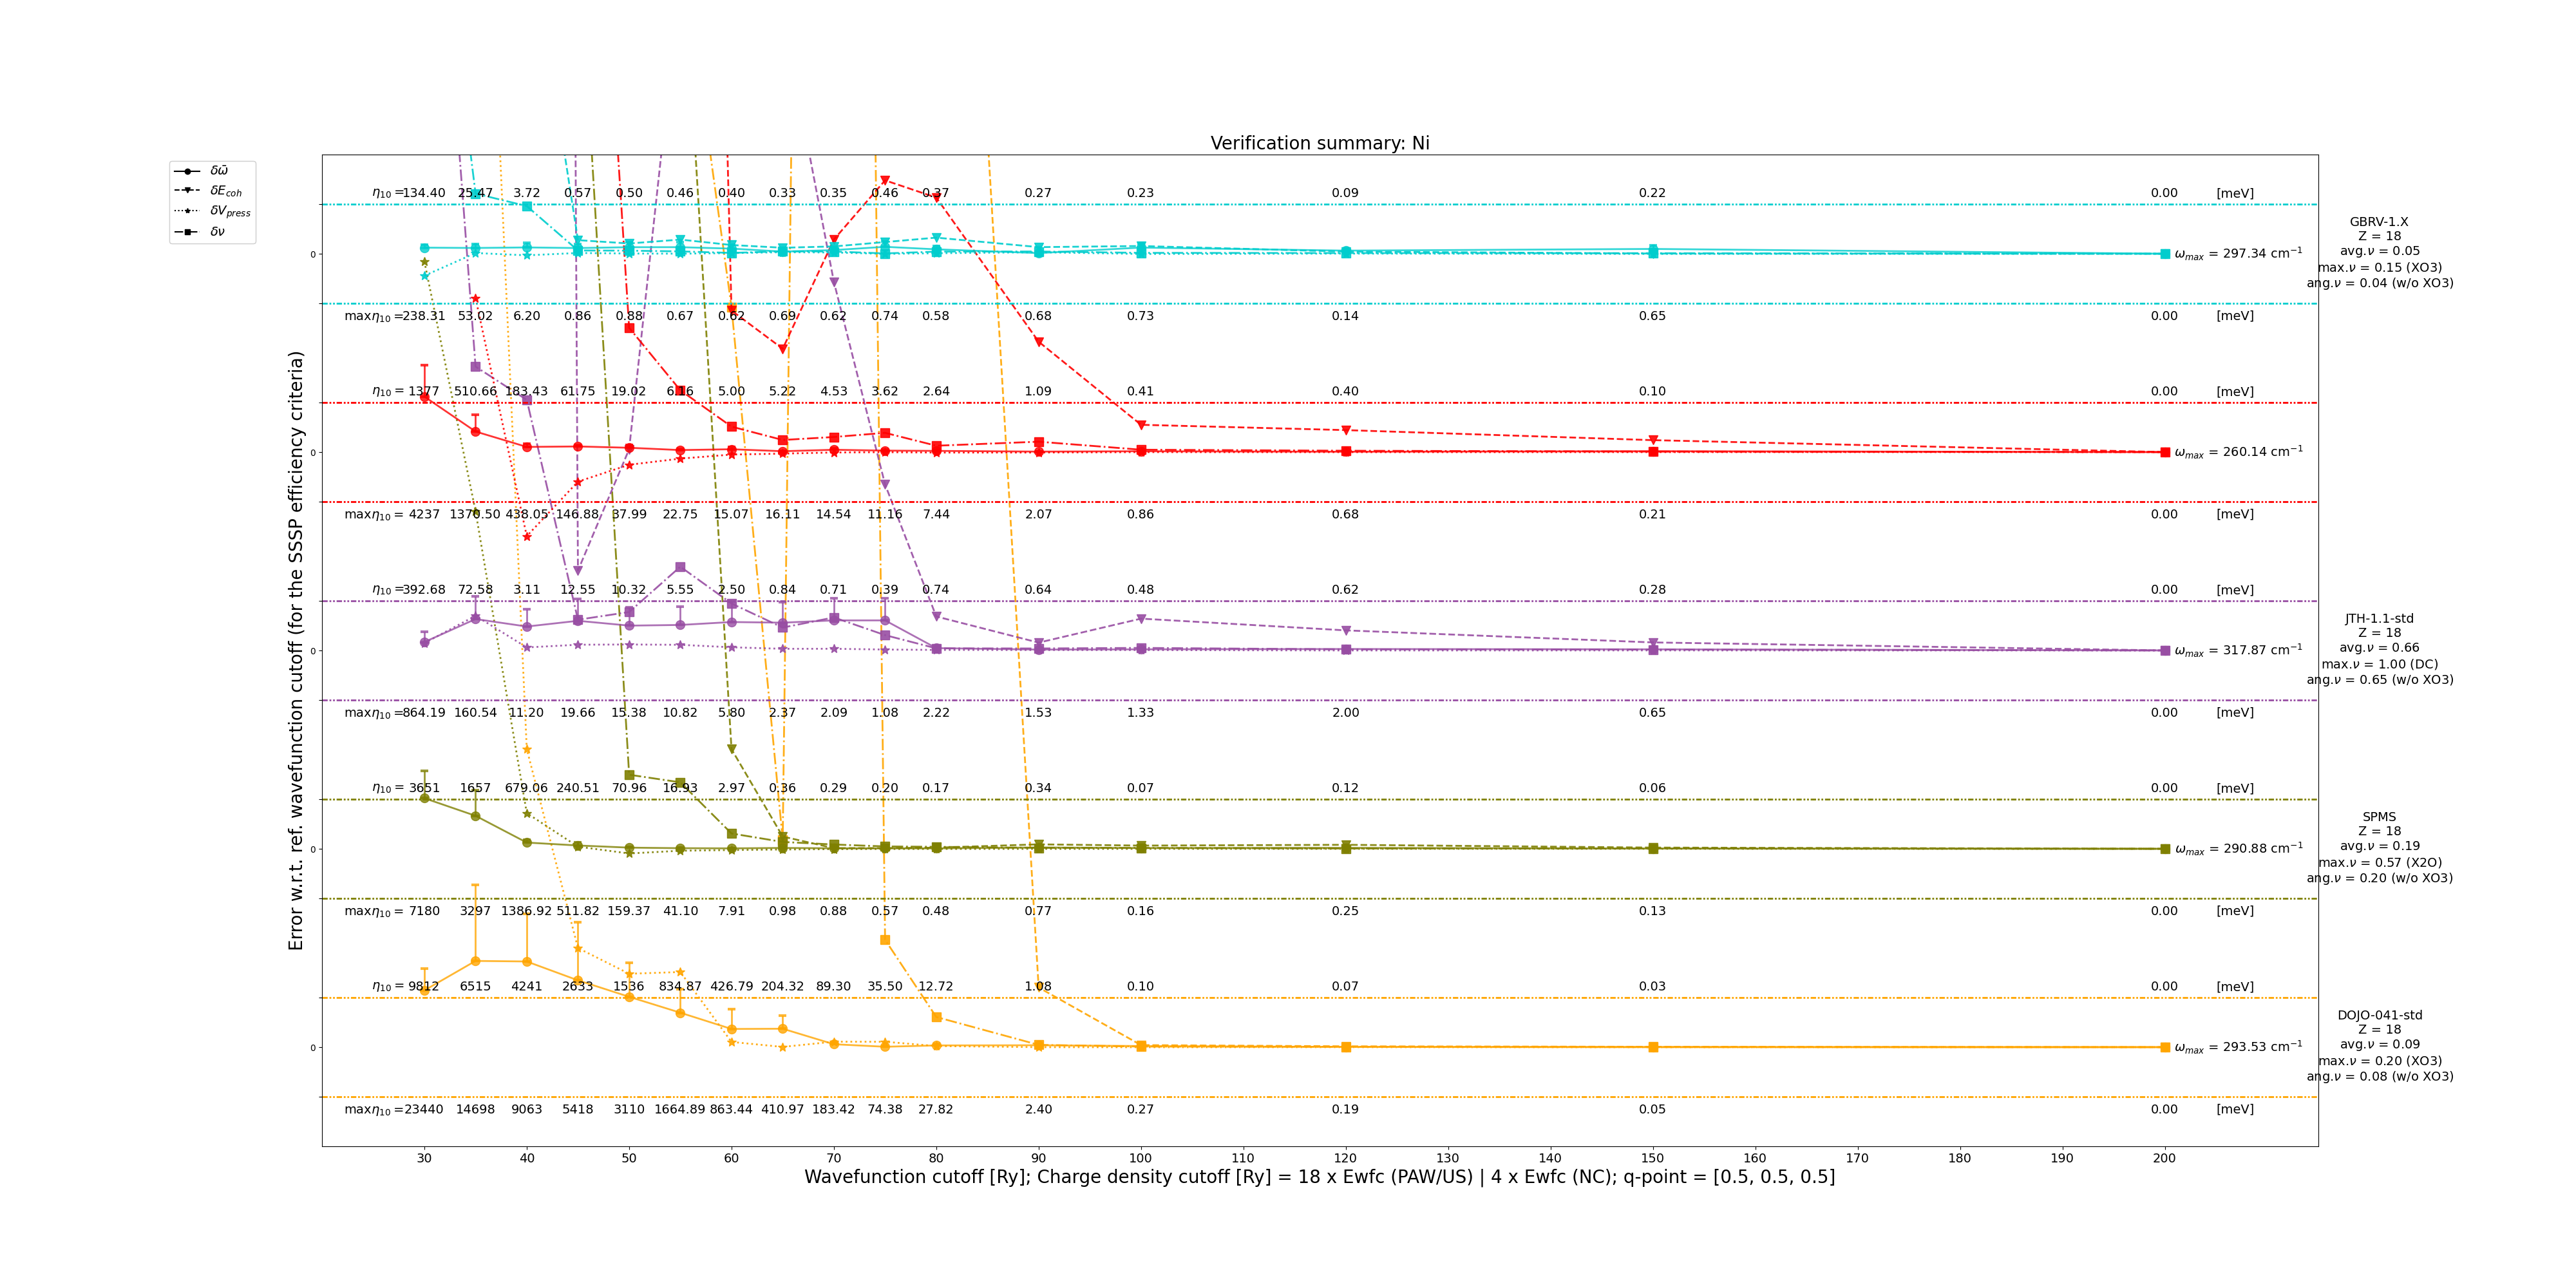 Verification summary: Ni
δω̄
δE_coh
δV_press
δν
Error w.r.t. ref. wavefunction cutoff (for the SSSP efficiency criteria)
η₁₀ = 134.40 25.47 3.72 0.57 0.50 0.46 0.40 0.33 0.35 0.46 0.37 0.27 0.23 0.09 0.22 0.00 [meV]
0
ω_max = 297.34 cm⁻¹
GBRV-1.X
Z = 18
avg.ν = 0.05
max.ν = 0.15 (XO3)
ang.ν = 0.04 (w/o XO3)
maxη₁₀ = 238.31 53.02 6.20 0.86 0.88 0.67 0.62 0.69 0.62 0.74 0.58 0.68 0.73 0.14 0.65 0.00 [meV]
η₁₀ = 1377 510.66 183.43 61.75 19.02 6.16 5.00 5.22 4.53 3.62 2.64 1.09 0.41 0.40 0.10 0.00 [meV]
0
ω_max = 260.14 cm⁻¹
maxη₁₀ = 4237 1370.50 438.05 146.88 37.99 22.75 15.07 16.11 14.54 11.16 7.44 2.07 0.86 0.68 0.21 0.00 [meV]
η₁₀ = 392.68 72.58 3.11 12.55 10.32 5.55 2.50 0.84 0.71 0.39 0.74 0.64 0.48 0.62 0.28 0.00 [meV]
0
ω_max = 317.87 cm⁻¹
JTH-1.1-std
Z = 18
avg.ν = 0.66
max.ν = 1.00 (DC)
ang.ν = 0.65 (w/o XO3)
maxη₁₀ = 864.19 160.54 11.20 19.66 15.38 10.82 5.80 2.37 2.09 1.08 2.22 1.53 1.33 2.00 0.65 0.00 [meV]
η₁₀ = 3651 1657 679.06 240.51 70.96 16.93 2.97 0.36 0.29 0.20 0.17 0.34 0.07 0.12 0.06 0.00 [meV]
0
ω_max = 290.88 cm⁻¹
SPMS
Z = 18
avg.ν = 0.19
max.ν = 0.57 (X2O)
ang.ν = 0.20 (w/o XO3)
maxη₁₀ = 7180 3297 1386.92 511.82 159.37 41.10 7.91 0.98 0.88 0.57 0.48 0.77 0.16 0.25 0.13 0.00 [meV]
η₁₀ = 9812 6515 4241 2633 1536 834.87 426.79 204.32 89.30 35.50 12.72 1.08 0.10 0.07 0.03 0.00 [meV]
0
ω_max = 293.53 cm⁻¹
DOJO-041-std
Z = 18
avg.ν = 0.09
max.ν = 0.20 (XO3)
ang.ν = 0.08 (w/o XO3)
maxη₁₀ = 23440 14698 9063 5418 3110 1664.89 863.44 410.97 183.42 74.38 27.82 2.40 0.27 0.19 0.05 0.00 [meV]
30 40 50 60 70 80 90 100 110 120 130 140 150 160 170 180 190 200
Wavefunction cutoff [Ry]; Charge density cutoff [Ry] = 18 x Ewfc (PAW/US) | 4 x Ewfc (NC); q-point = [0.5, 0.5, 0.5]